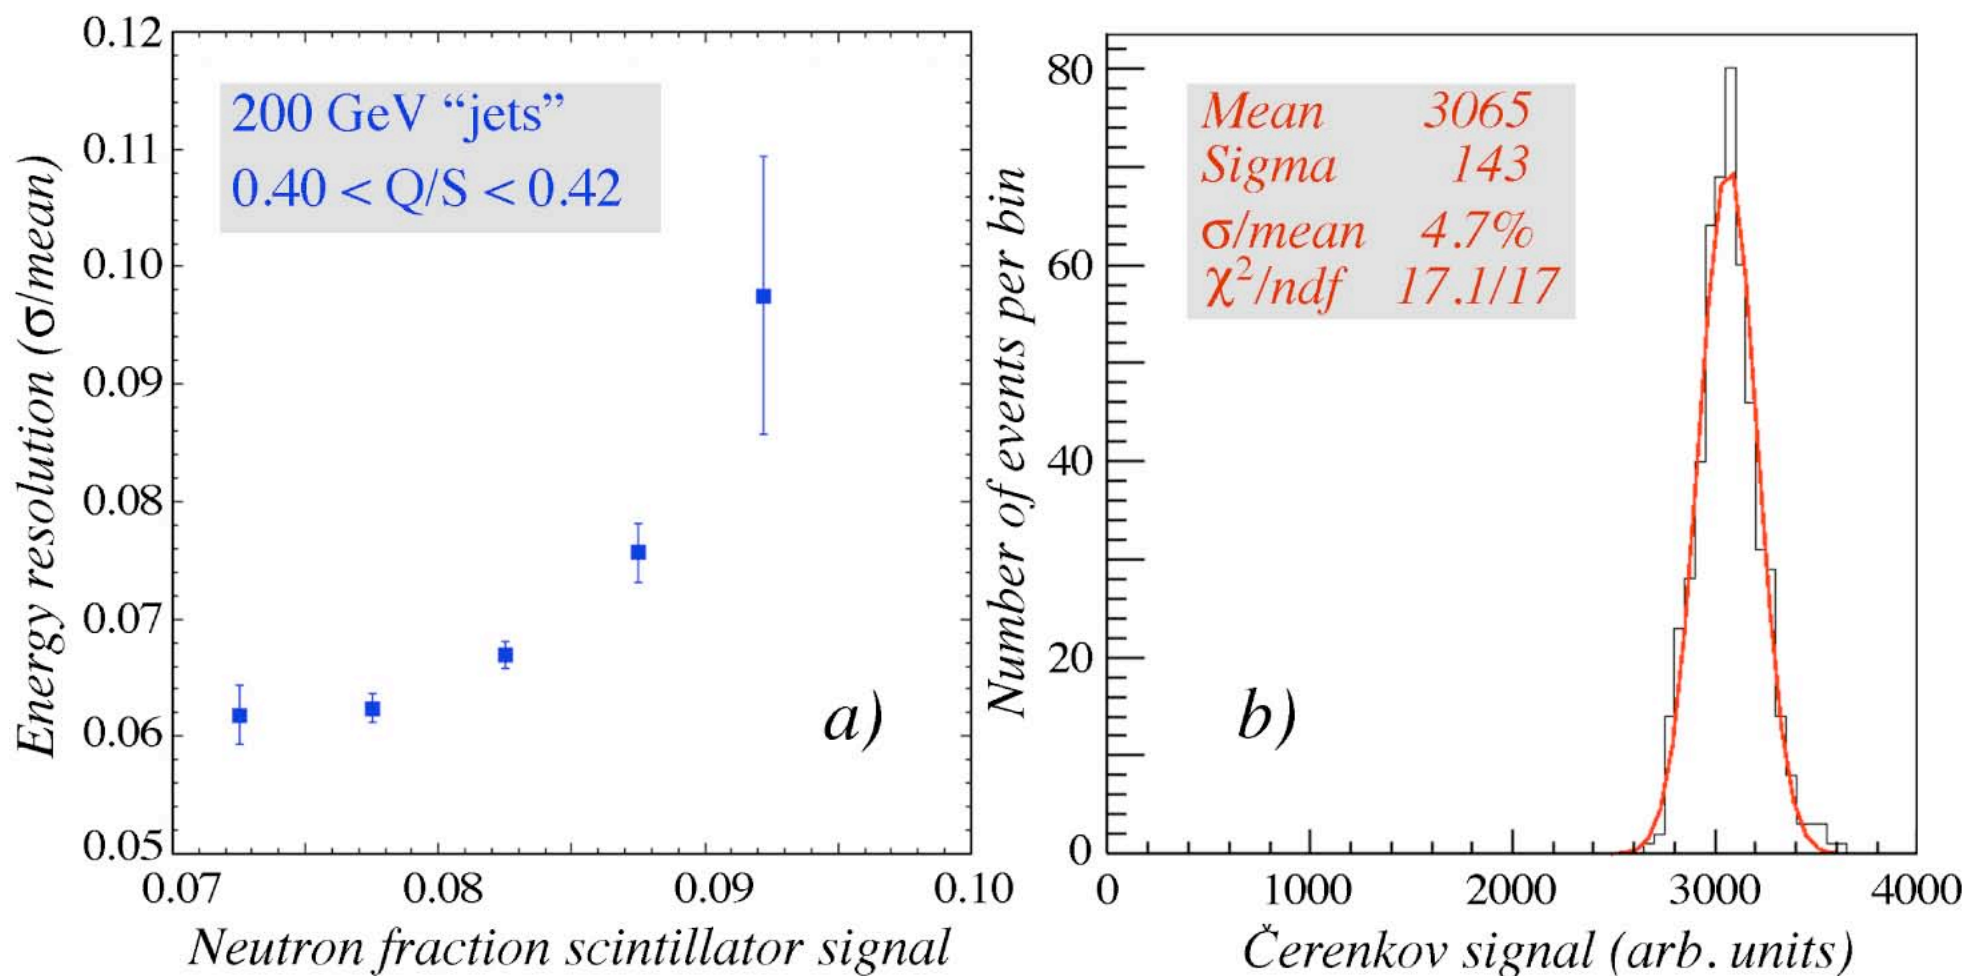 0.12
0.11
0.10
0.09
0.08
0.07
0.06
0.05
Energy resolution (σ/mean)
200 GeV “jets”
0.40 < Q/S < 0.42
a)
0.07 0.08 0.09 0.10
Neutron fraction scintillator signal
80
60
40
20
0
Number of events per bin
Mean 3065
Sigma 143
σ/mean 4.7%
χ²/ndf 17.1/17
b)
0 1000 2000 3000 4000
Čerenkov signal (arb. units)